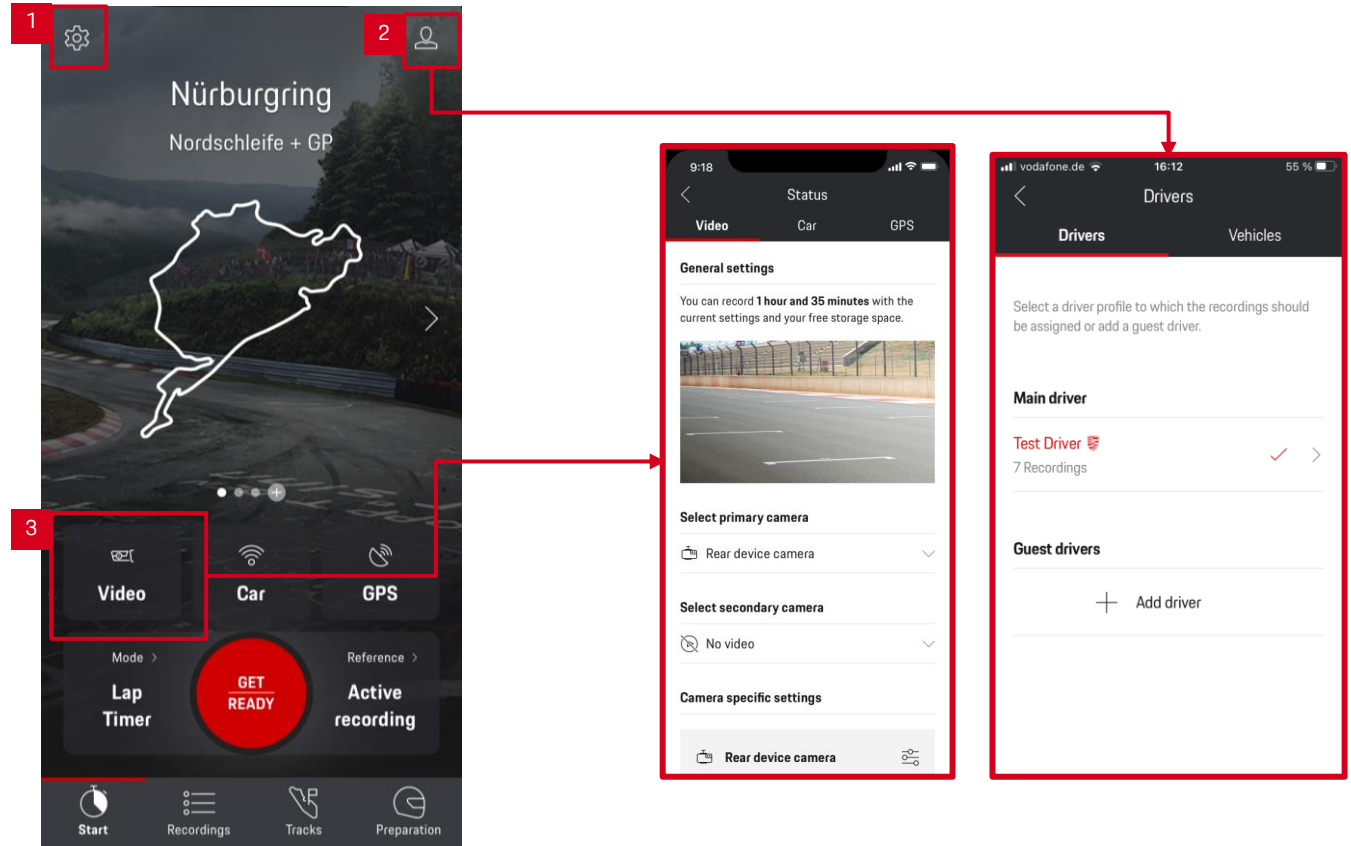 1
2
Nürburgring
Nordschleife + GP
3
Video
Car
GPS
Mode
Reference
Lap
Timer
GET
READY
Active
recording
Start
Recordings
Tracks
Preparation
9:18
Status
Video
Car
GPS
General settings
You can record 1 hour and 35 minutes with the
current settings and your free storage space.
Select primary camera
Rear device camera
Select secondary camera
No video
Camera specific settings
Rear device camera
vodafone.de
16:12
55 %
Drivers
Drivers
Vehicles
Select a driver profile to which the recordings should
be assigned or add a guest driver.
Main driver
Test Driver
7 Recordings
Guest drivers
Add driver